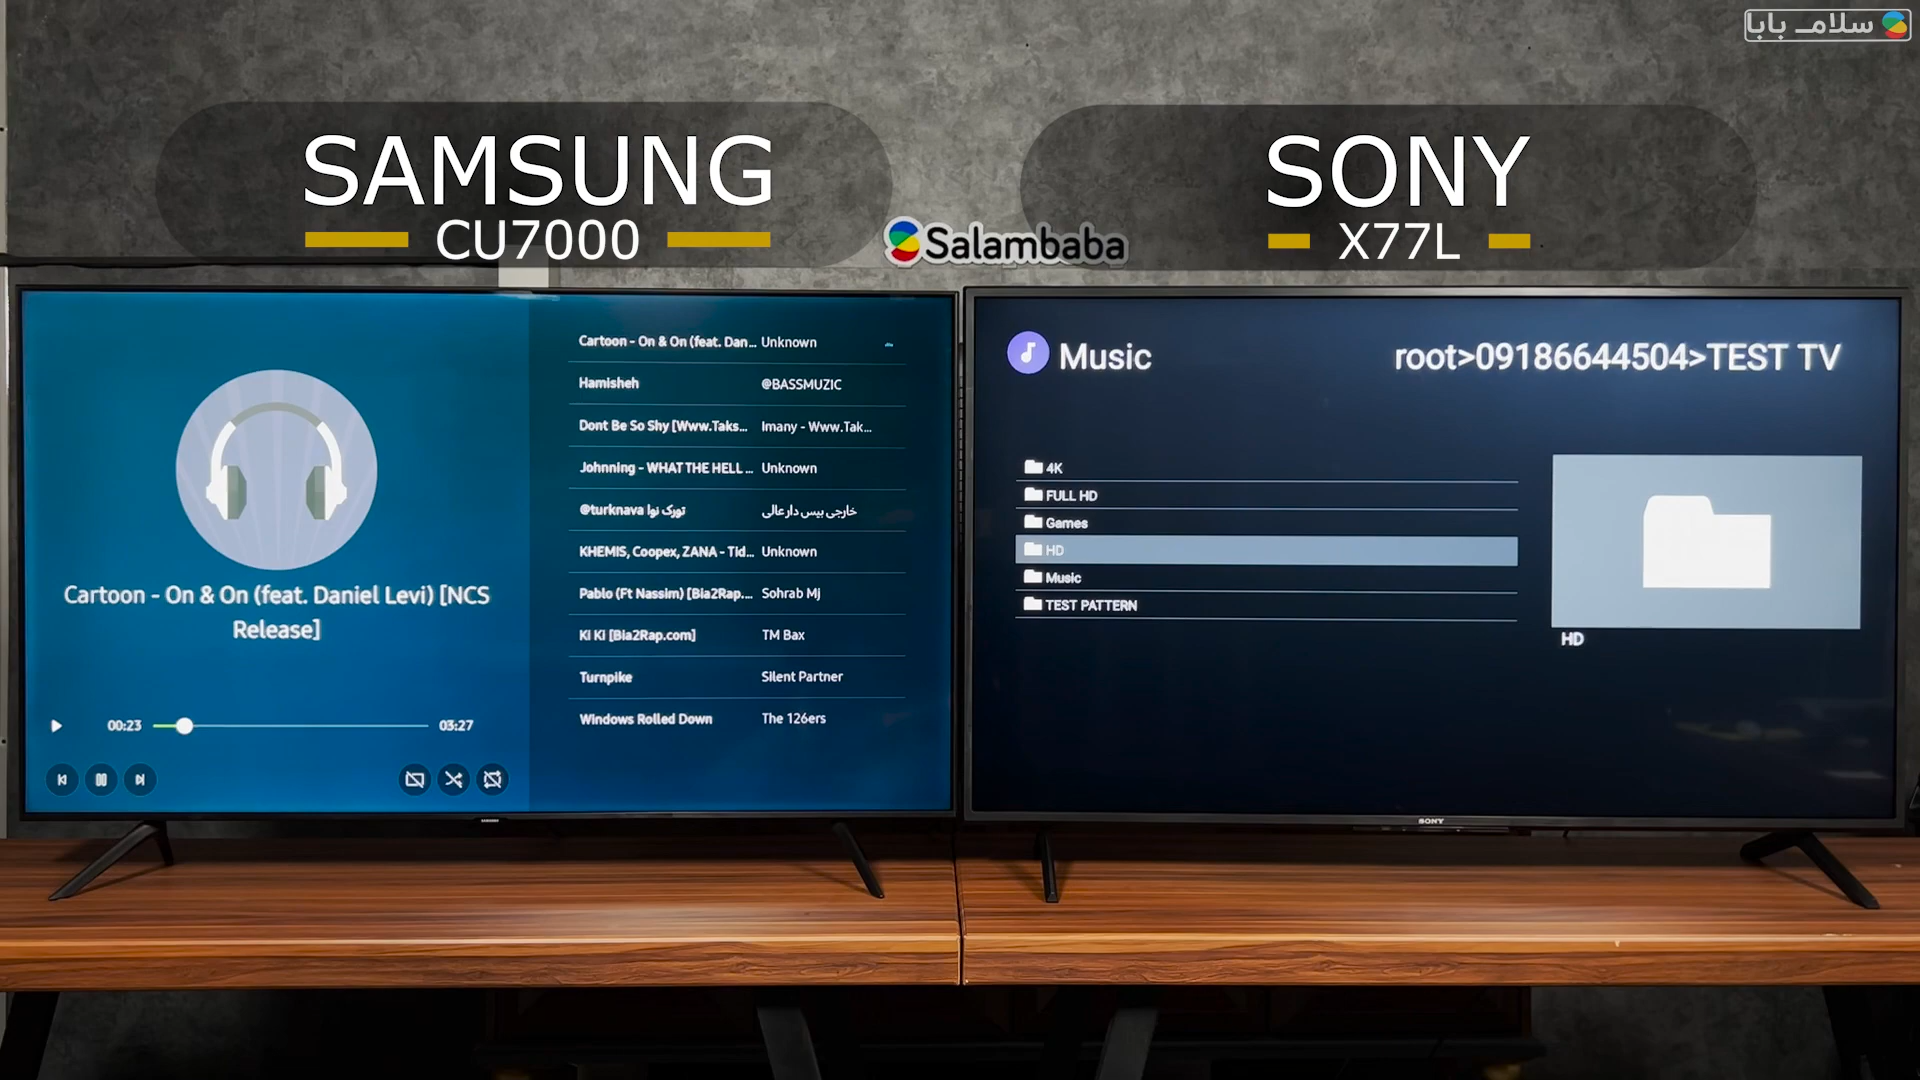 سلامـ بابا
SAMSUNG
CU7000
SONY
X77L
Salambaba
Cartoon - On & On (feat. Daniel Levi) [NCS
Release]
00:23
03:27
Cartoon - On & On (feat. Dan... Unknown
Hamisheh @BASSMUZIC
Dont Be So Shy [Www.Taks... Imany - Www.Tak...
Johnning - WHAT THE HELL ... Unknown
@turknava تورک نوا خارجی بیس دار عالی
KHEMIS, Coopex, ZANA - Tid... Unknown
Pablo (Ft Nassim) [Bia2Rap.... Sohrab Mj
Ki Ki [Bia2Rap.com] TM Bax
Turnpike Silent Partner
Windows Rolled Down The 126ers
SAMSUNG
Music
root>09186644504>TEST TV
4K
FULL HD
Games
HD
Music
TEST PATTERN
HD
SONY